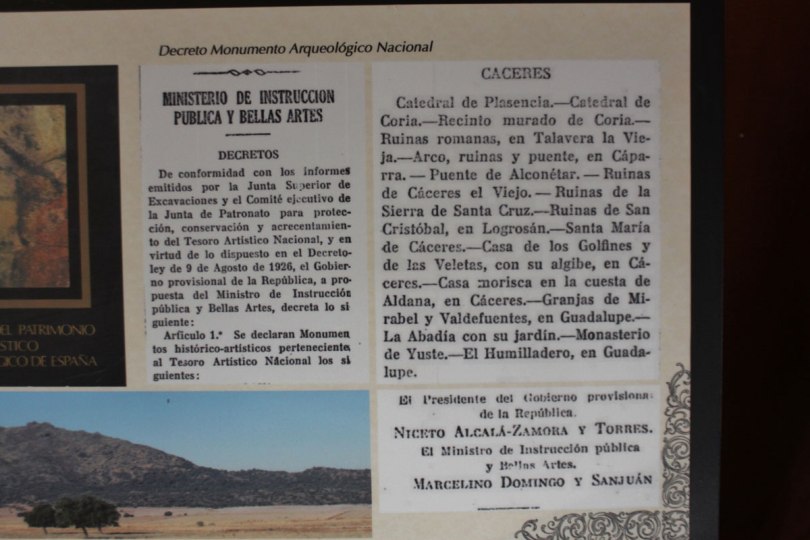 Decreto Monumento Arqueológico Nacional
MINISTERIO DE INSTRUCCION
PUBLICA Y BELLAS ARTES
DECRETOS
De conformidad con los informes
emitidos por la Junta Superior de
Excavaciones y el Comité ejecutivo de
la Junta de Patronato para protec-
ción, conservación y acrecentamien-
to del Tesoro Artístico Nacional, y en
virtud de lo dispuesto en el Decreto-
ley de 9 de Agosto de 1926, el Gobier-
no provisional de la República, a pro-
puesta del Ministro de Instrucción
pública y Bellas Artes, decreta lo si
guiente:
Artículo 1.° Se declaran Monumen
tos histórico-artísticos perteneciente
al Tesoro Artístico Nacional los si
guientes:
CACERES
Catedral de Plasencia.—Catedral de
Coria.—Recinto murado de Coria.—
Ruinas romanas, en Talavera la Vie-
ja.—Arco, ruinas y puente, en Cápa-
rra.—Puente de Alconétar.—Ruinas
de Cáceres el Viejo.—Ruinas de la
Sierra de Santa Cruz.—Ruinas de San
Cristóbal, en Logrosán.—Santa María
de Cáceres.—Casa de los Golfines y
de las Veletas, con su algibe, en Cá-
ceres.—Casa morisca en la cuesta de
Aldana, en Cáceres.—Granjas de Mi-
rabel y Valdefuentes, en Guadalupe.—
La Abadía con su jardín.—Monasterio
de Yuste.—El Humilladero, en Guada-
lupe.
El Presidente del Gobierno provisiona
de la República.
NICETO ALCALÁ-ZAMORA Y TORRES.
El Ministro de Instrucción pública
y Bellas Artes.
MARCELINO DOMINGO Y SANJUÁN
DEL PATRIMONIO
ÍSTICO
GICO DE ESPAÑA